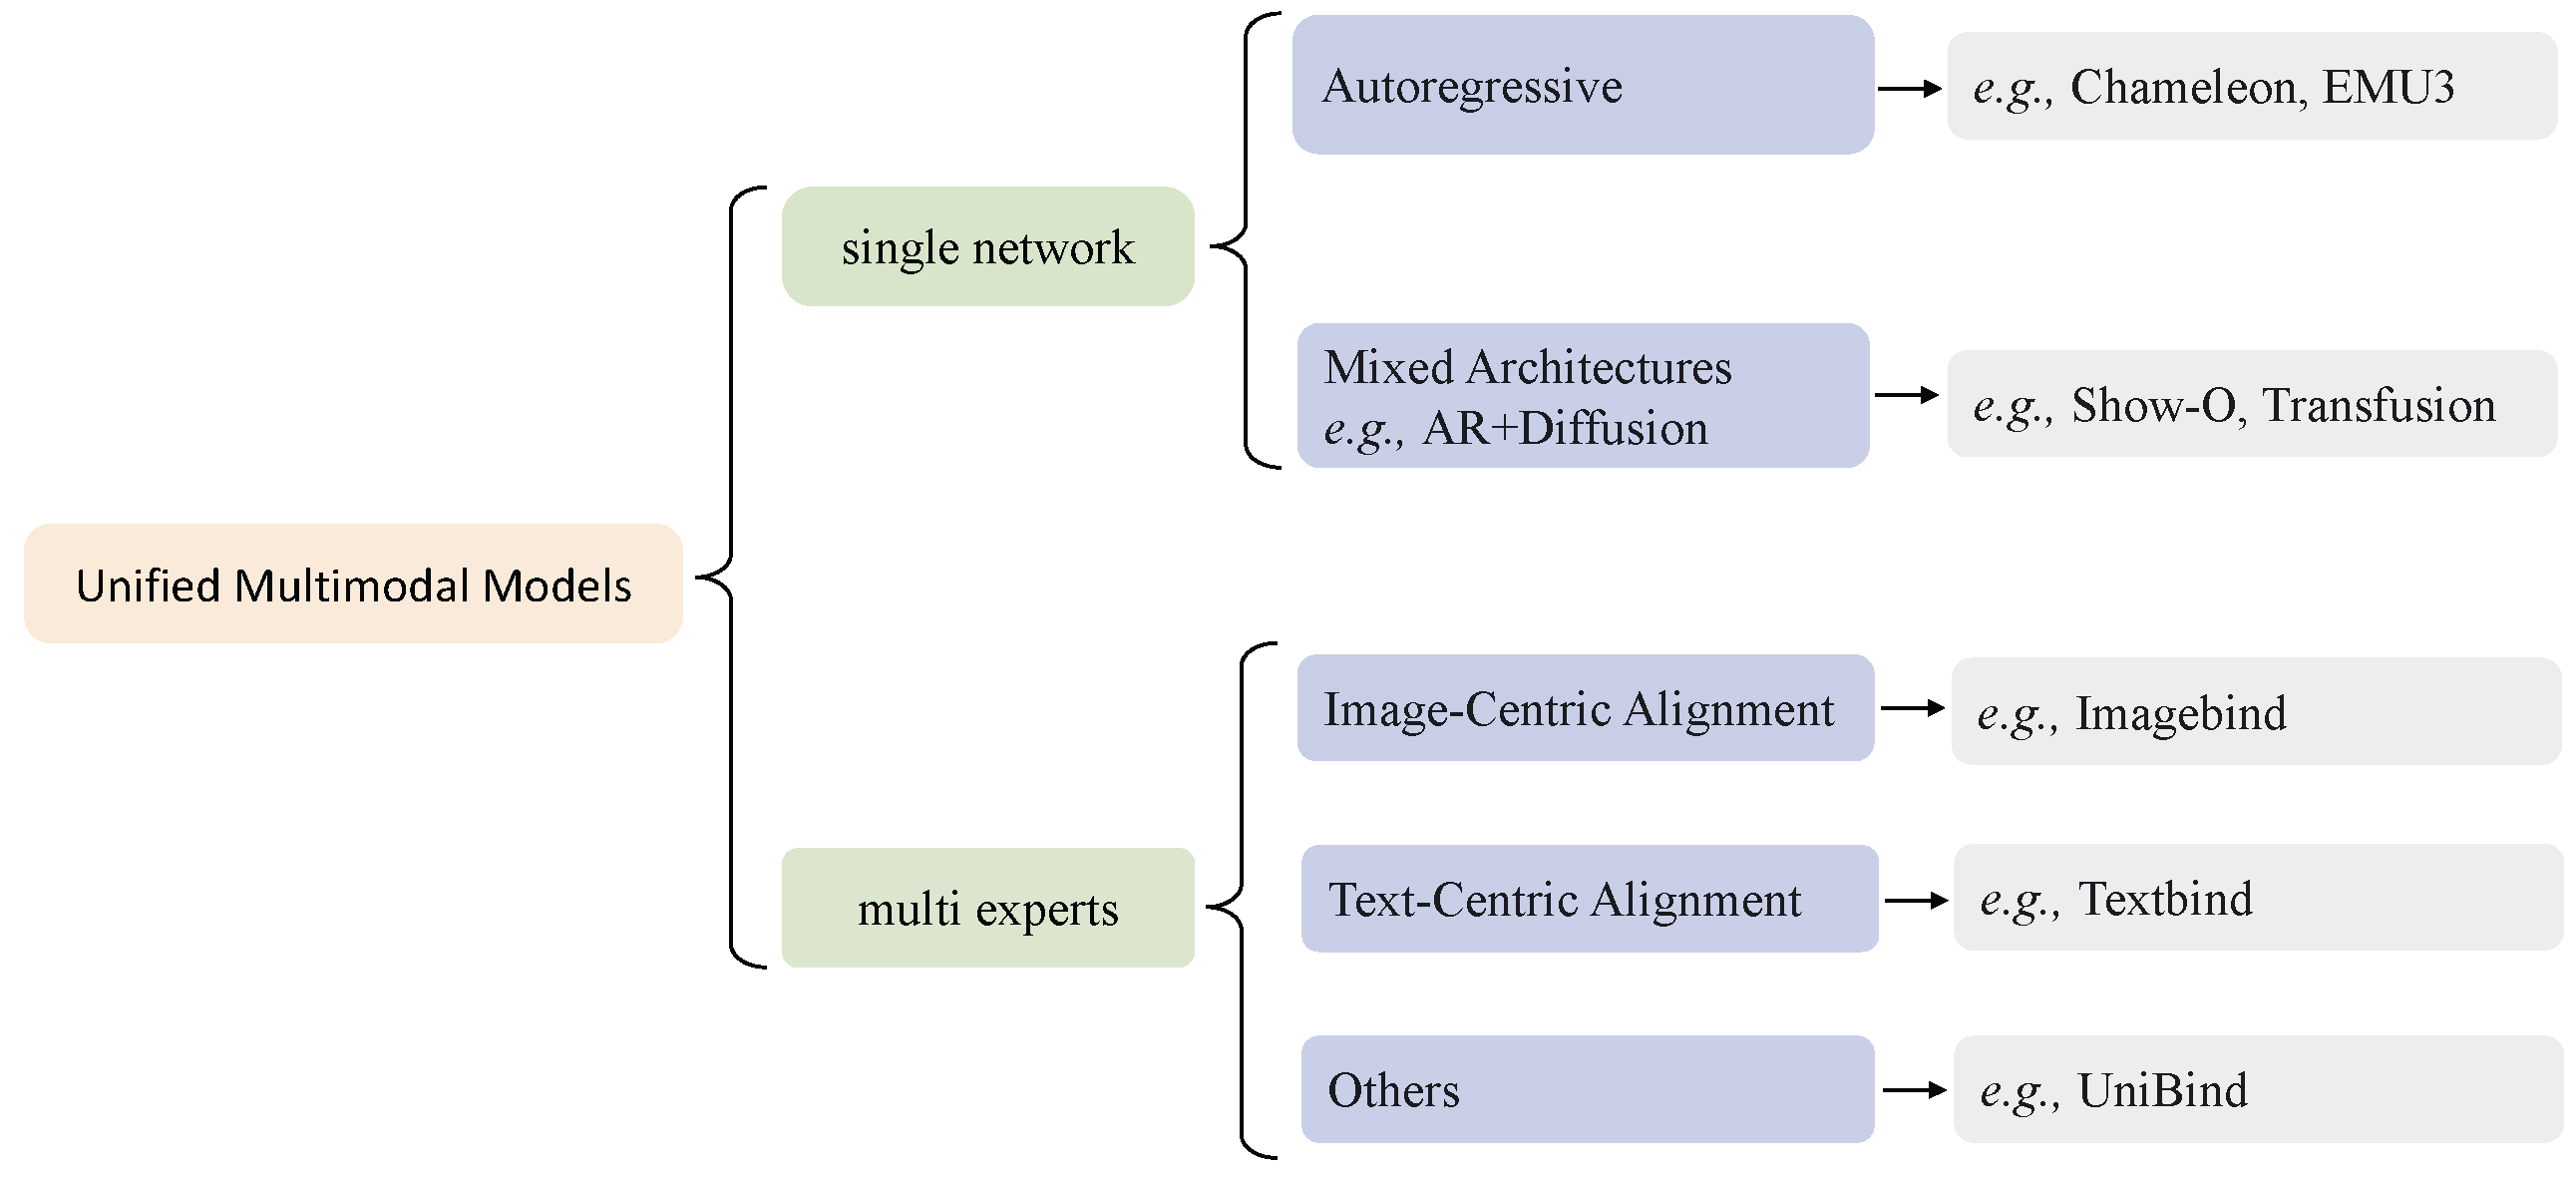 Autoregressive
e.g., Chameleon, EMU3
single network
Mixed Architectures
e.g., AR+Diffusion
e.g., Show-O, Transfusion
Unified Multimodal Models
Image-Centric Alignment
e.g., Imagebind
multi experts
Text-Centric Alignment
e.g., Textbind
Others
e.g., UniBind